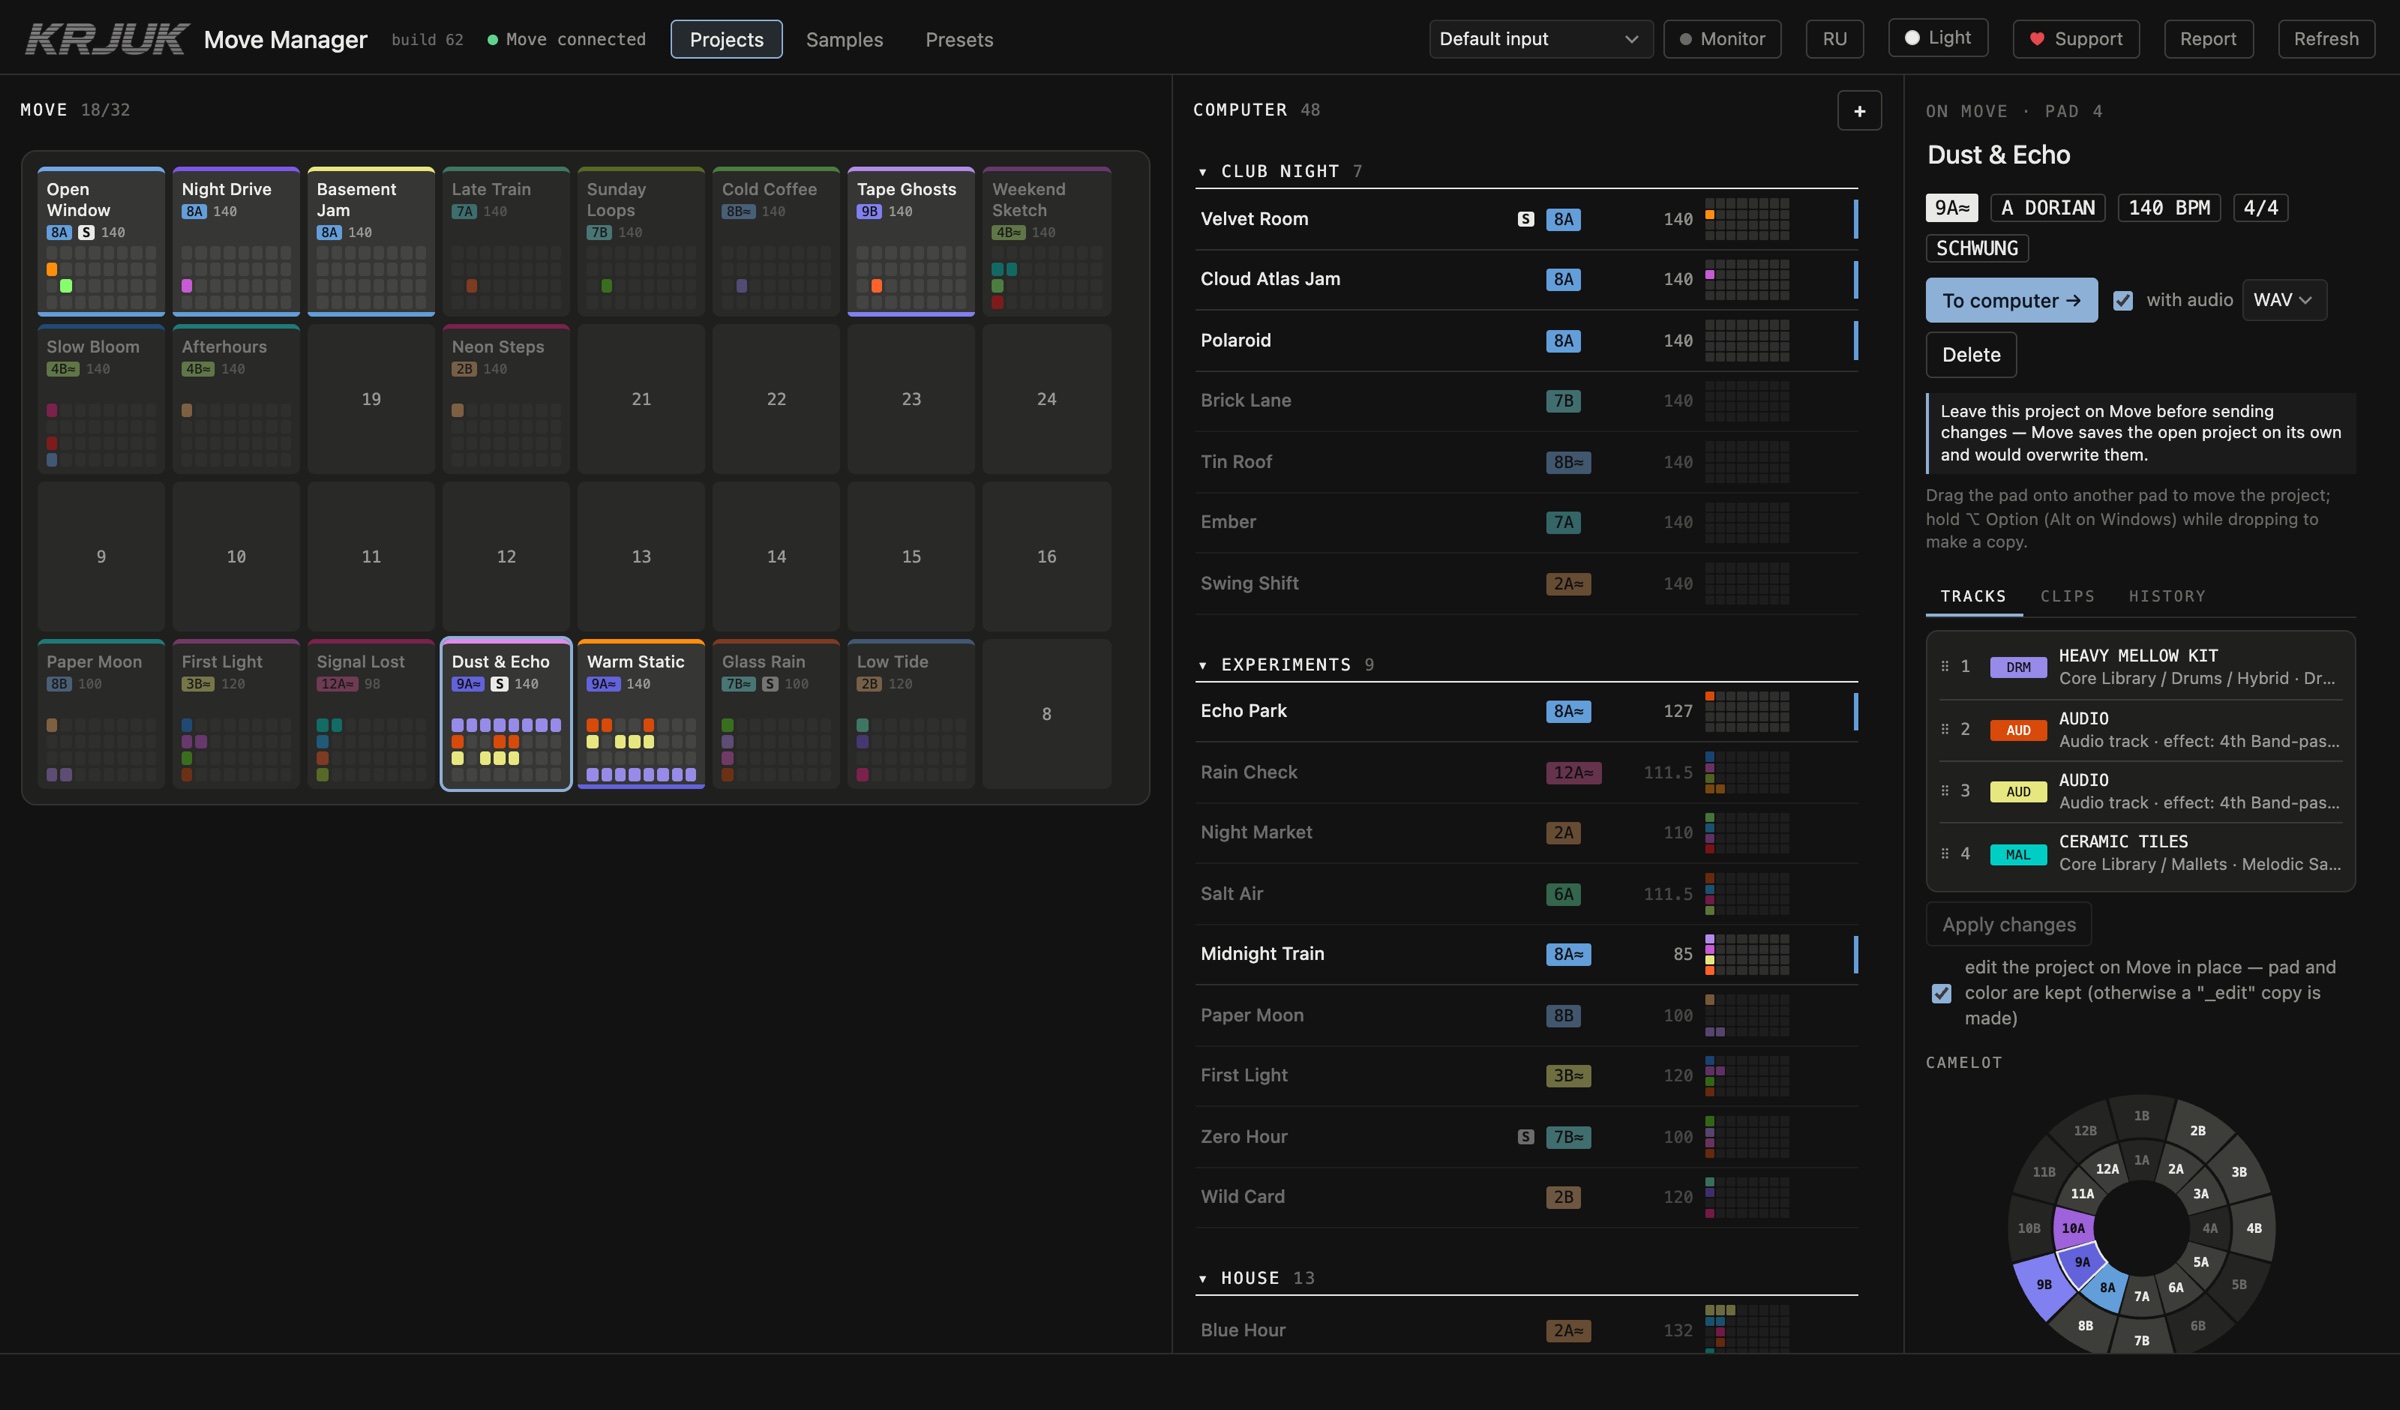 KRJUK Move Manager build 62 Move connected Projects Samples Presets Default input Monitor RU Light Support Report Refresh
MOVE 18/32
Open Window
8A S 140
Night Drive
8A 140
Basement Jam
8A 140
Late Train
7A 140
Sunday Loops
7B 140
Cold Coffee
8B≈ 140
Tape Ghosts
9B 140
Weekend Sketch
4B≈ 140
Slow Bloom
4B≈ 140
Afterhours
4B≈ 140
19
Neon Steps
2B 140
21
22
23
24
9
10
11
12
13
14
15
16
Paper Moon
8B 100
First Light
3B≈ 120
Signal Lost
12A≈ 98
Dust & Echo
9A≈ S 140
Warm Static
9A≈ 140
Glass Rain
7B≈ S 100
Low Tide
2B 120
8
COMPUTER 48 +
▼ CLUB NIGHT 7
Velvet Room S 8A 140
Cloud Atlas Jam 8A 140
Polaroid 8A 140
Brick Lane 7B 140
Tin Roof 8B≈ 140
Ember 7A 140
Swing Shift 2A≈ 140
▼ EXPERIMENTS 9
Echo Park 8A≈ 127
Rain Check 12A≈ 111.5
Night Market 2A 110
Salt Air 6A 111.5
Midnight Train 8A≈ 85
Paper Moon 8B 100
First Light 3B≈ 120
Zero Hour S 7B≈ 100
Wild Card 2B 120
▼ HOUSE 13
Blue Hour 2A≈ 132
ON MOVE · PAD 4
Dust & Echo
9A≈ A DORIAN 140 BPM 4/4
SCHWUNG
To computer → with audio WAV
Delete
Leave this project on Move before sending
changes — Move saves the open project on its own
and would overwrite them.
Drag the pad onto another pad to move the project;
hold ⌥ Option (Alt on Windows) while dropping to
make a copy.
TRACKS CLIPS HISTORY
1 DRM HEAVY MELLOW KIT
Core Library / Drums / Hybrid · Dr...
2 AUD AUDIO
Audio track · effect: 4th Band-pas...
3 AUD AUDIO
Audio track · effect: 4th Band-pas...
4 MAL CERAMIC TILES
Core Library / Mallets · Melodic Sa...
Apply changes
edit the project on Move in place — pad and
color are kept (otherwise a "_edit" copy is
made)
CAMELOT
1B
12B 2B
1A
12A 2A
11B 3B
11A 3A
10B 10A 4A 4B
9A 5A
9B 5B
8A 6A
7A
8B 6B
7B